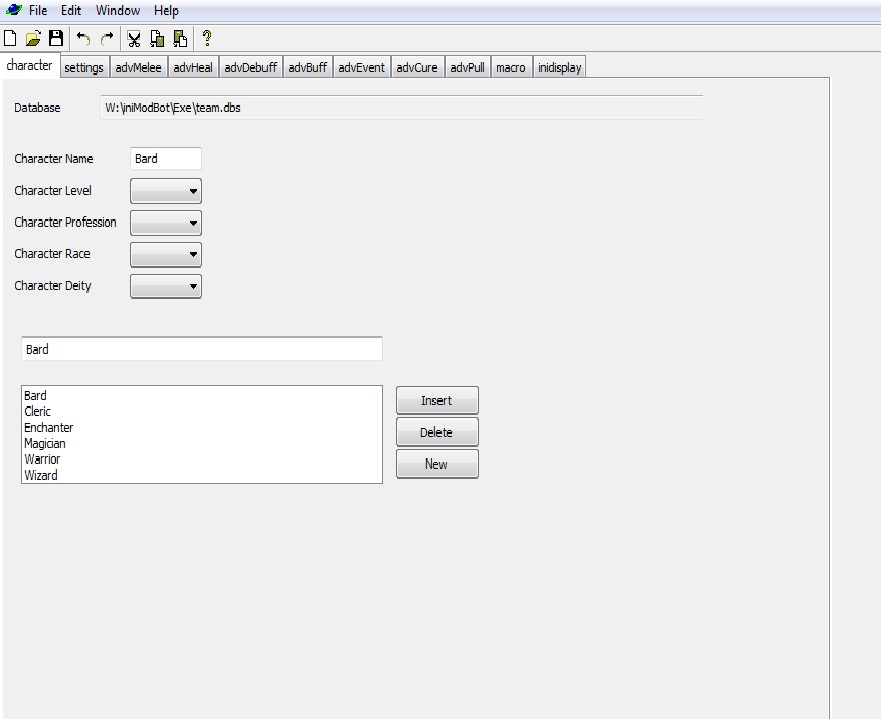 File Edit Window Help
character settings advMelee advHeal advDebuff advBuff advEvent advCure advPull macro inidisplay
Database W:\iniModBot\Exe\team.dbs
Character Name Bard
Character Level
Character Profession
Character Race
Character Deity
Bard
Bard
Cleric
Enchanter
Magician
Warrior
Wizard
Insert
Delete
New